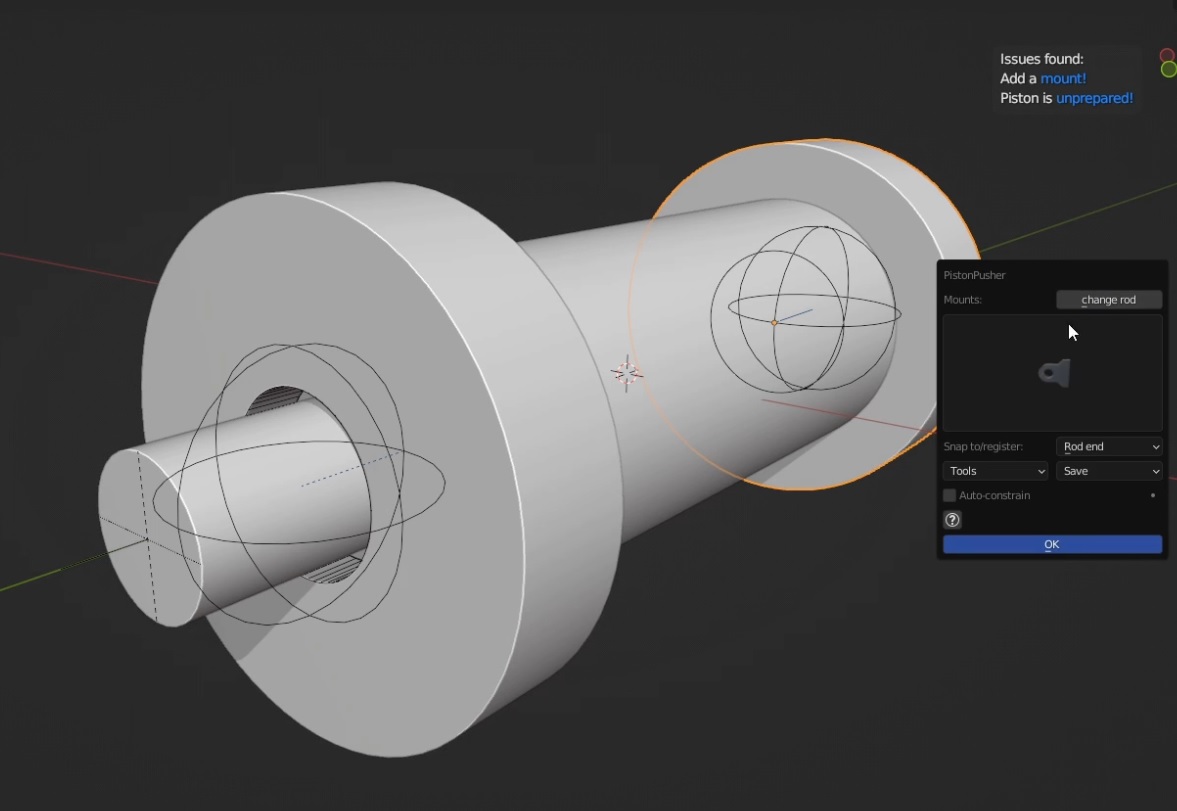 Issues found:
Add a mount!
Piston is unprepared!
PistonPusher
Mounts:
change rod
Snap to/register:
Rod end
Tools
Save
Auto-constrain
?
OK